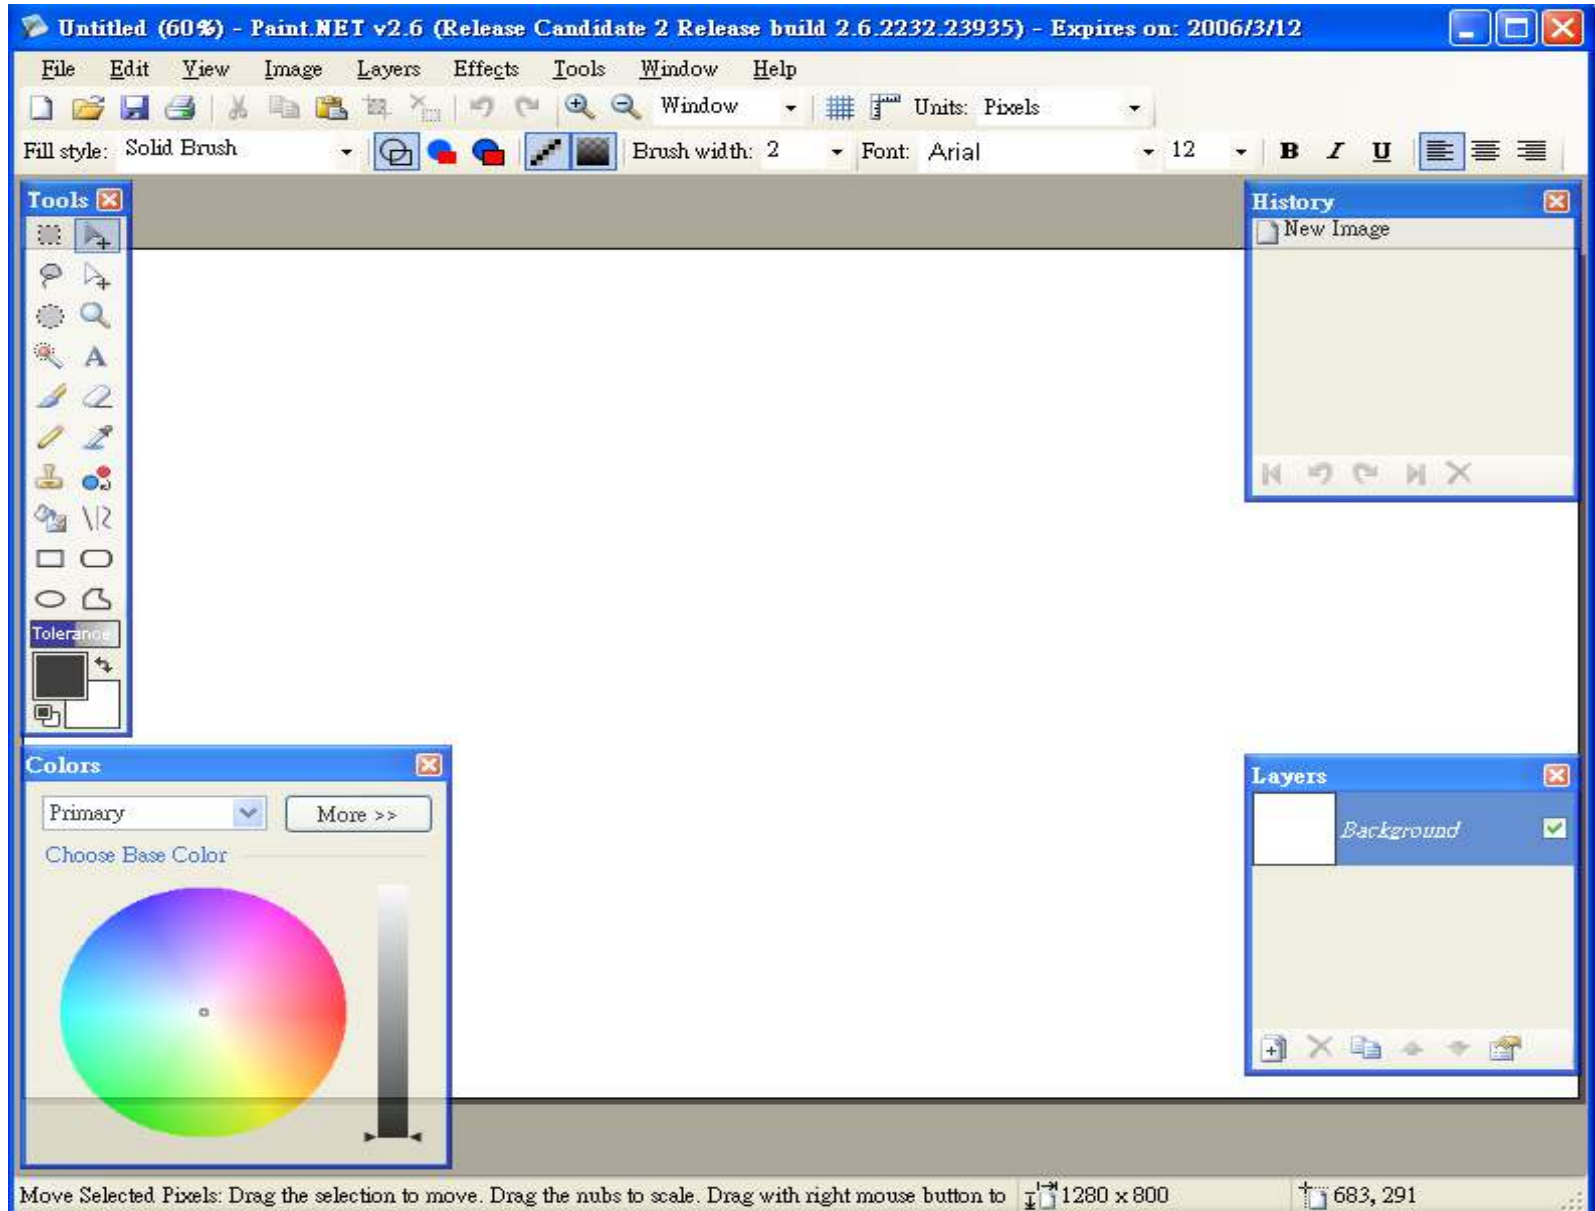 Untitled (60%) - Paint.NET v2.6 (Release Candidate 2 Release build 2.6.2232.23935) - Expires on: 2006/3/12
File Edit View Image Layers Effects Tools Window Help
Window Units: Pixels
Fill style: Solid Brush Brush width: 2 Font: Arial 12 B I U
Tools
A
Tolerance
History
New Image
Colors
Primary More >>
Choose Base Color
Layers
Background
Move Selected Pixels: Drag the selection to move. Drag the nubs to scale. Drag with right mouse button to 1280 x 800 683, 291